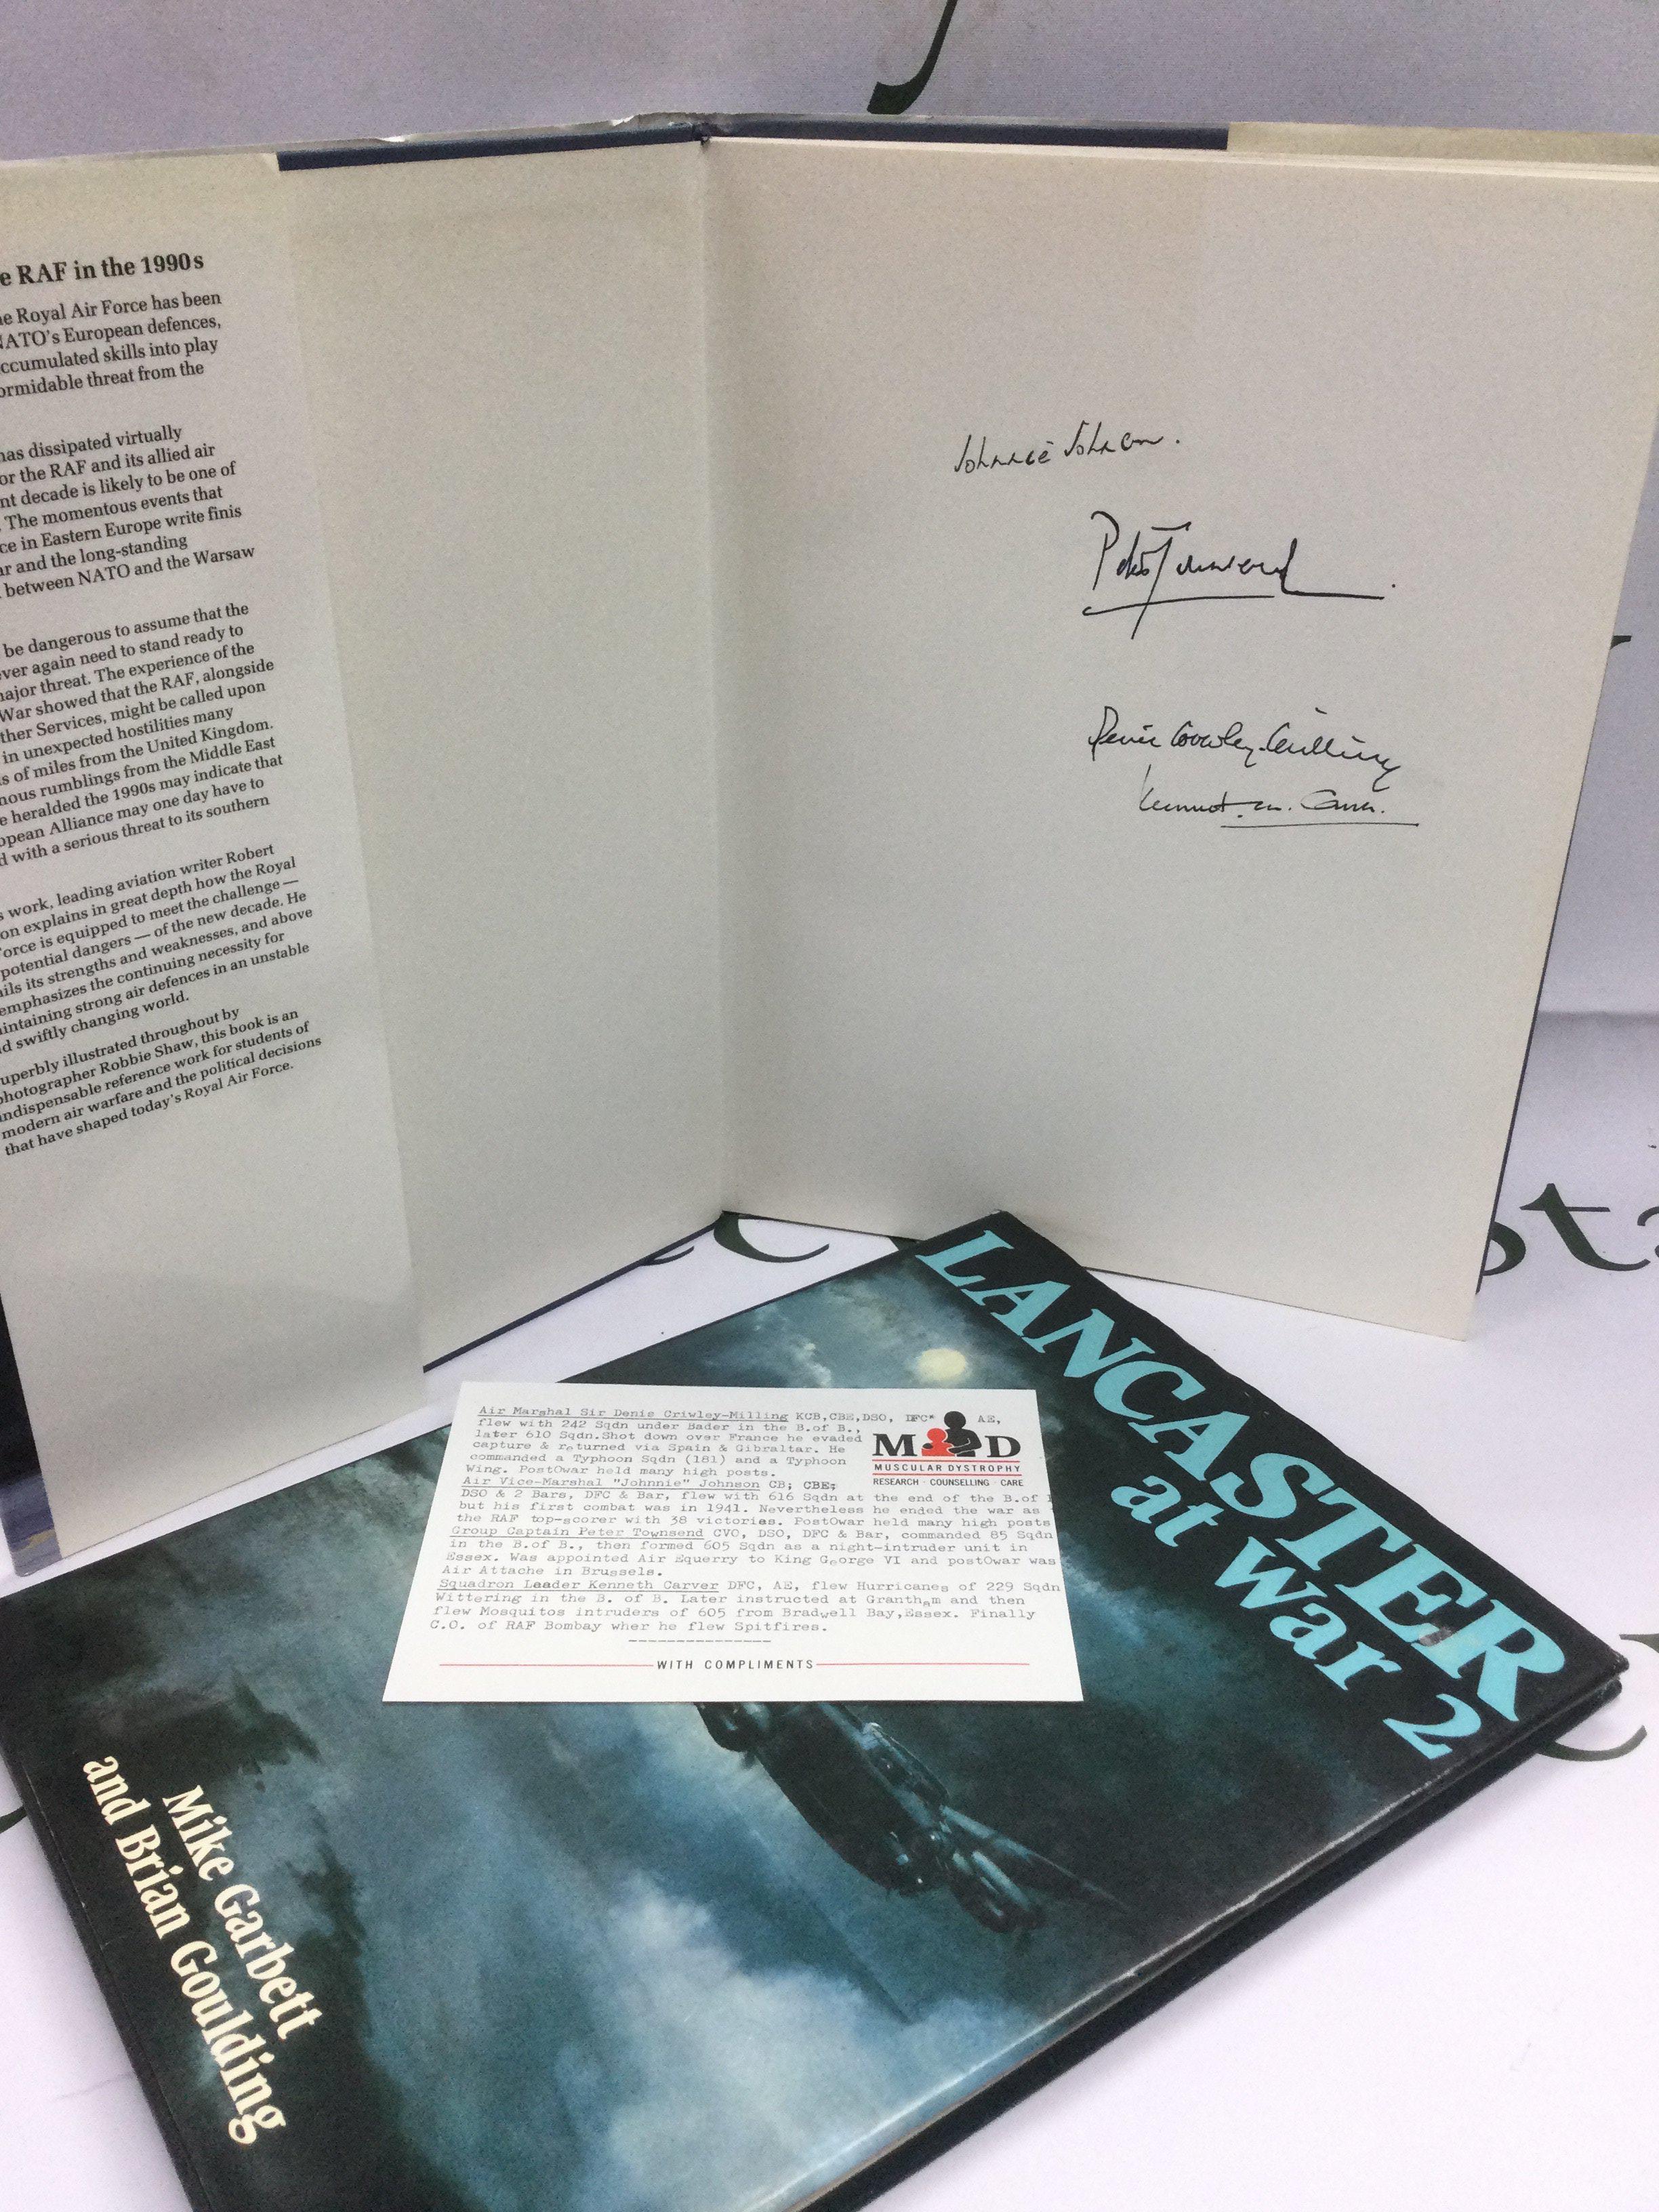 e RAF in the 1990s
e Royal Air Force has been
NATO's European defences,
ccumulated skills into play
ormidable threat from the
has dissipated virtually
or the RAF and its allied air
nt decade is likely to be one of
. The momentous events that
ce in Eastern Europe write finis
ar and the long-standing
between NATO and the Warsaw
be dangerous to assume that the
ver again need to stand ready to
major threat. The experience of the
War showed that the RAF, alongside
ther Services, might be called upon
in unexpected hostilities many
s of miles from the United Kingdom.
nous rumblings from the Middle East
e heralded the 1990s may indicate that
opean Alliance may one day have to
d with a serious threat to its southern
s work, leading aviation writer Robert
on explains in great depth how the Royal
orce is equipped to meet the challenge —
potential dangers — of the new decade. He
ils its strengths and weaknesses, and above
emphasizes the continuing necessity for
intaining strong air defences in an unstable
d swiftly changing world.
uperbly illustrated throughout by
photographer Robbie Shaw, this book is an
indispensable reference work for students of
modern air warfare and the political decisions
that have shaped today's Royal Air Force.
Johnnie Johnson.
Peter Townsend
Denis Crowley-Milling
Kenneth. M. Carver.
LANCASTER
at War 2
Air Marshal Sir Denis Criwley-Milling KCB,CBE,DSO, DFC* AE,
flew with 242 Sqdn under Bader in the B.of B.,
later 610 Sqdn.Shot down over France he evaded
capture & returned via Spain & Gibraltar. He
commanded a Typhoon Sqdn (181) and a Typhoon
Wing. PostOwar held many high posts.
M D
MUSCULAR DYSTROPHY
RESEARCH · COUNSELLING · CARE
Air Vice-Marshal "Johnnie" Johnson CB; CBE;
DSO & 2 Bars, DFC & Bar, flew with 616 Sqdn at the end of the B.of
but his first combat was in 1941. Nevertheless he ended the war as
the RAF top-scorer with 38 victories. PostOwar held many high posts
Group Captain Peter Townsend CVO, DSO, DFC & Bar, commanded 85 Sqdn
in the B.of B., then formed 605 Sqdn as a night-intruder unit in
Essex. Was appointed Air Equerry to King George VI and postOwar was
Air Attache in Brussels.
Squadron Leader Kenneth Carver DFC, AE, flew Hurricanes of 229 Sqdn
Wittering in the B. of B. Later instructed at Grantham and then
flew Mosquitos intruders of 605 from Bradwell Bay,Essex. Finally
C.O. of RAF Bombay wher he flew Spitfires.
WITH COMPLIMENTS
Mike Garbett
and Brian Goulding